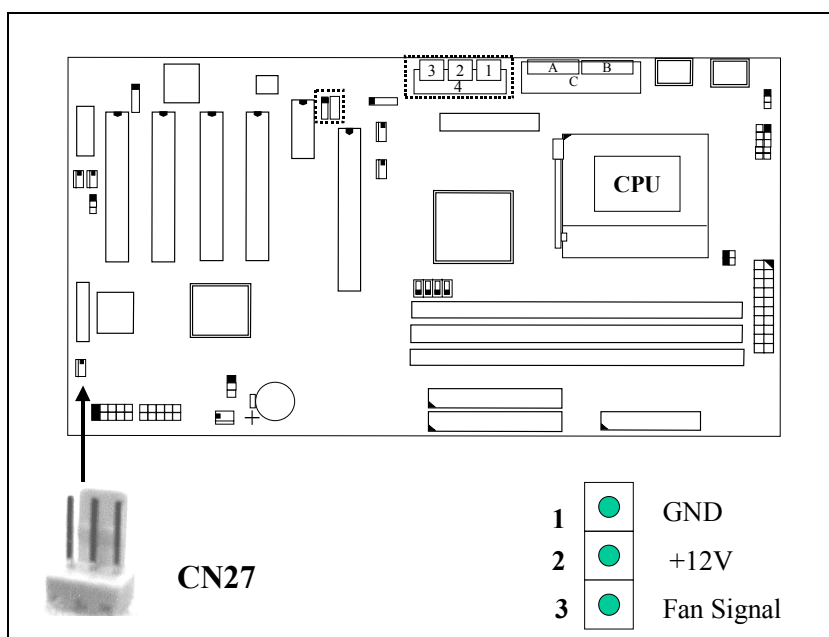 3 2 1
4
A B
C
CPU
CN27
1 GND
2 +12V
3 Fan Signal